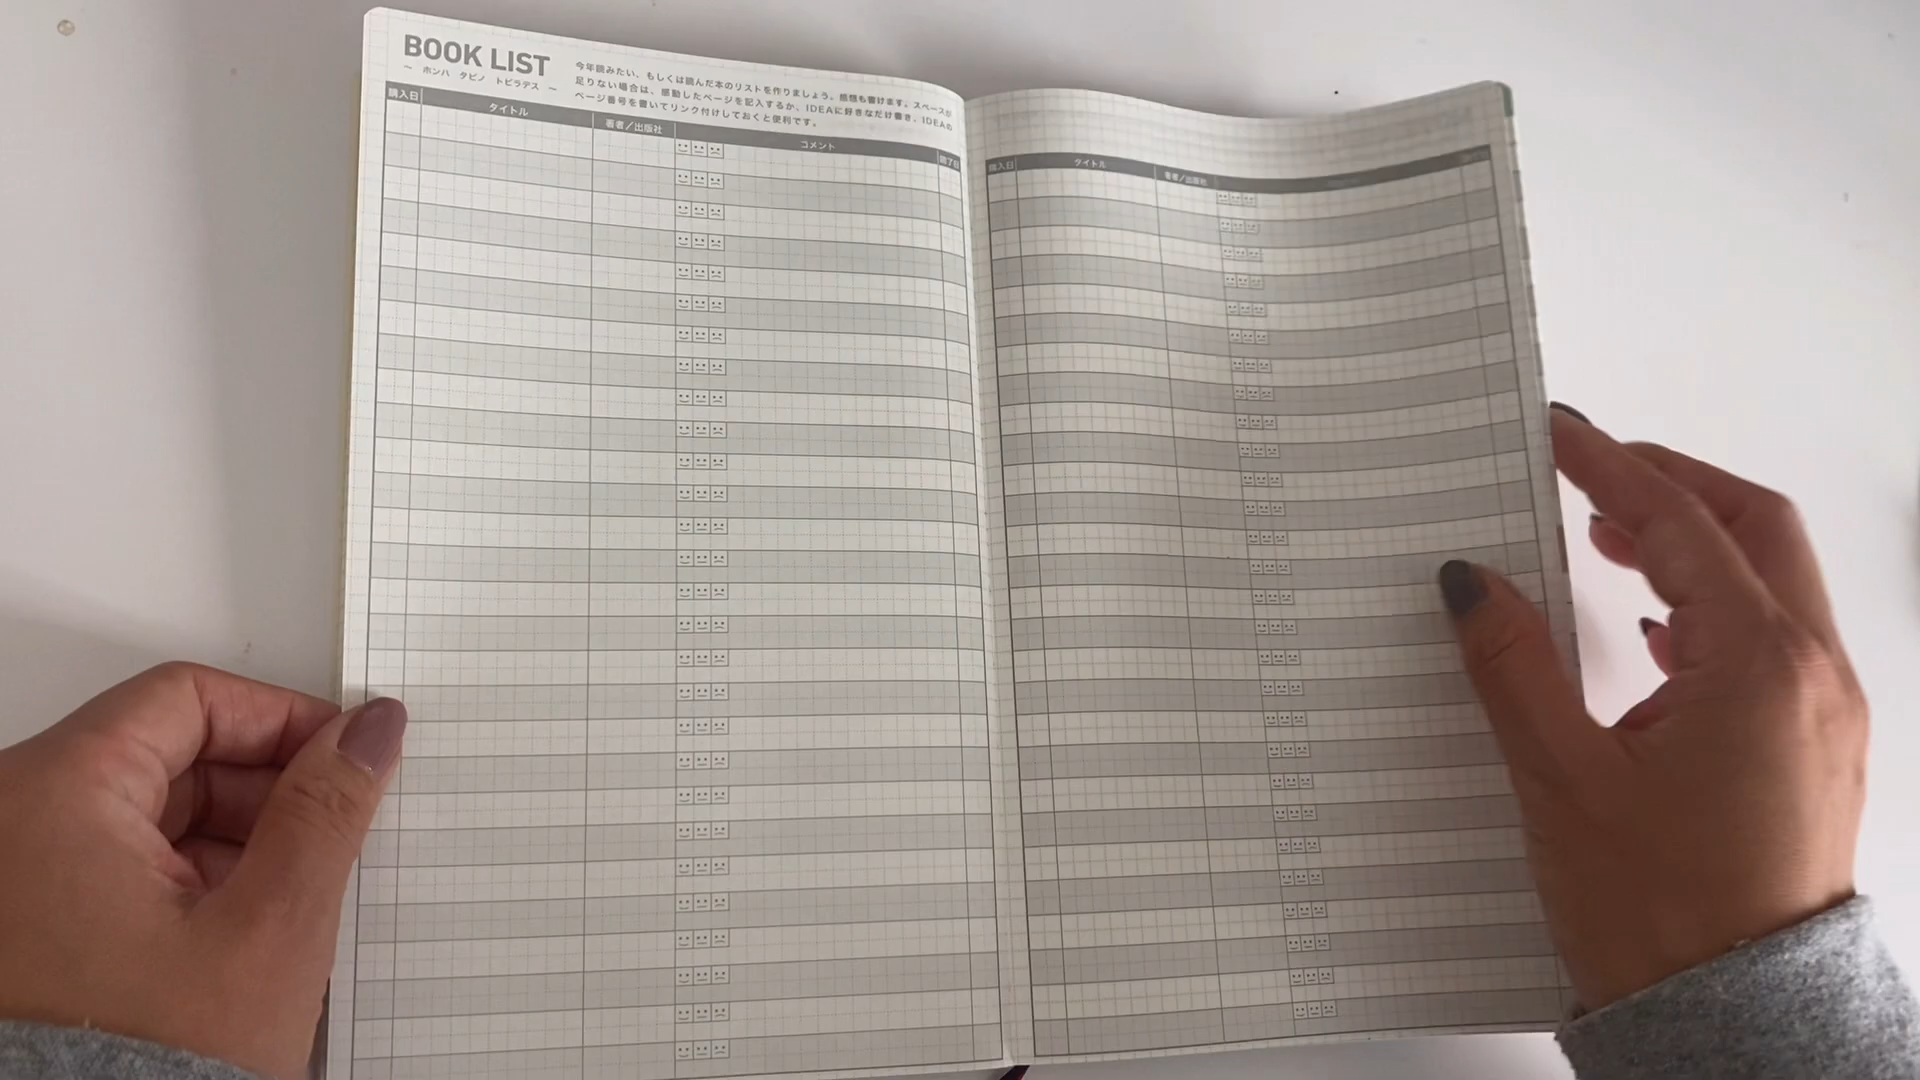 BOOK LIST
～ ホンハ タビノ トビラデス ～
今年読みたい、もしくは読んだ本のリストを作りましょう。感想も書けます。スペースが
足りない場合は、感動したページを記入するか、IDEAに好きなだけ書き、IDEAの
ページ番号を書いてリンク付けしておくと便利です。
購入日 タイトル 著者／出版社 コメント 読了日
購入日 タイトル 著者／出版社